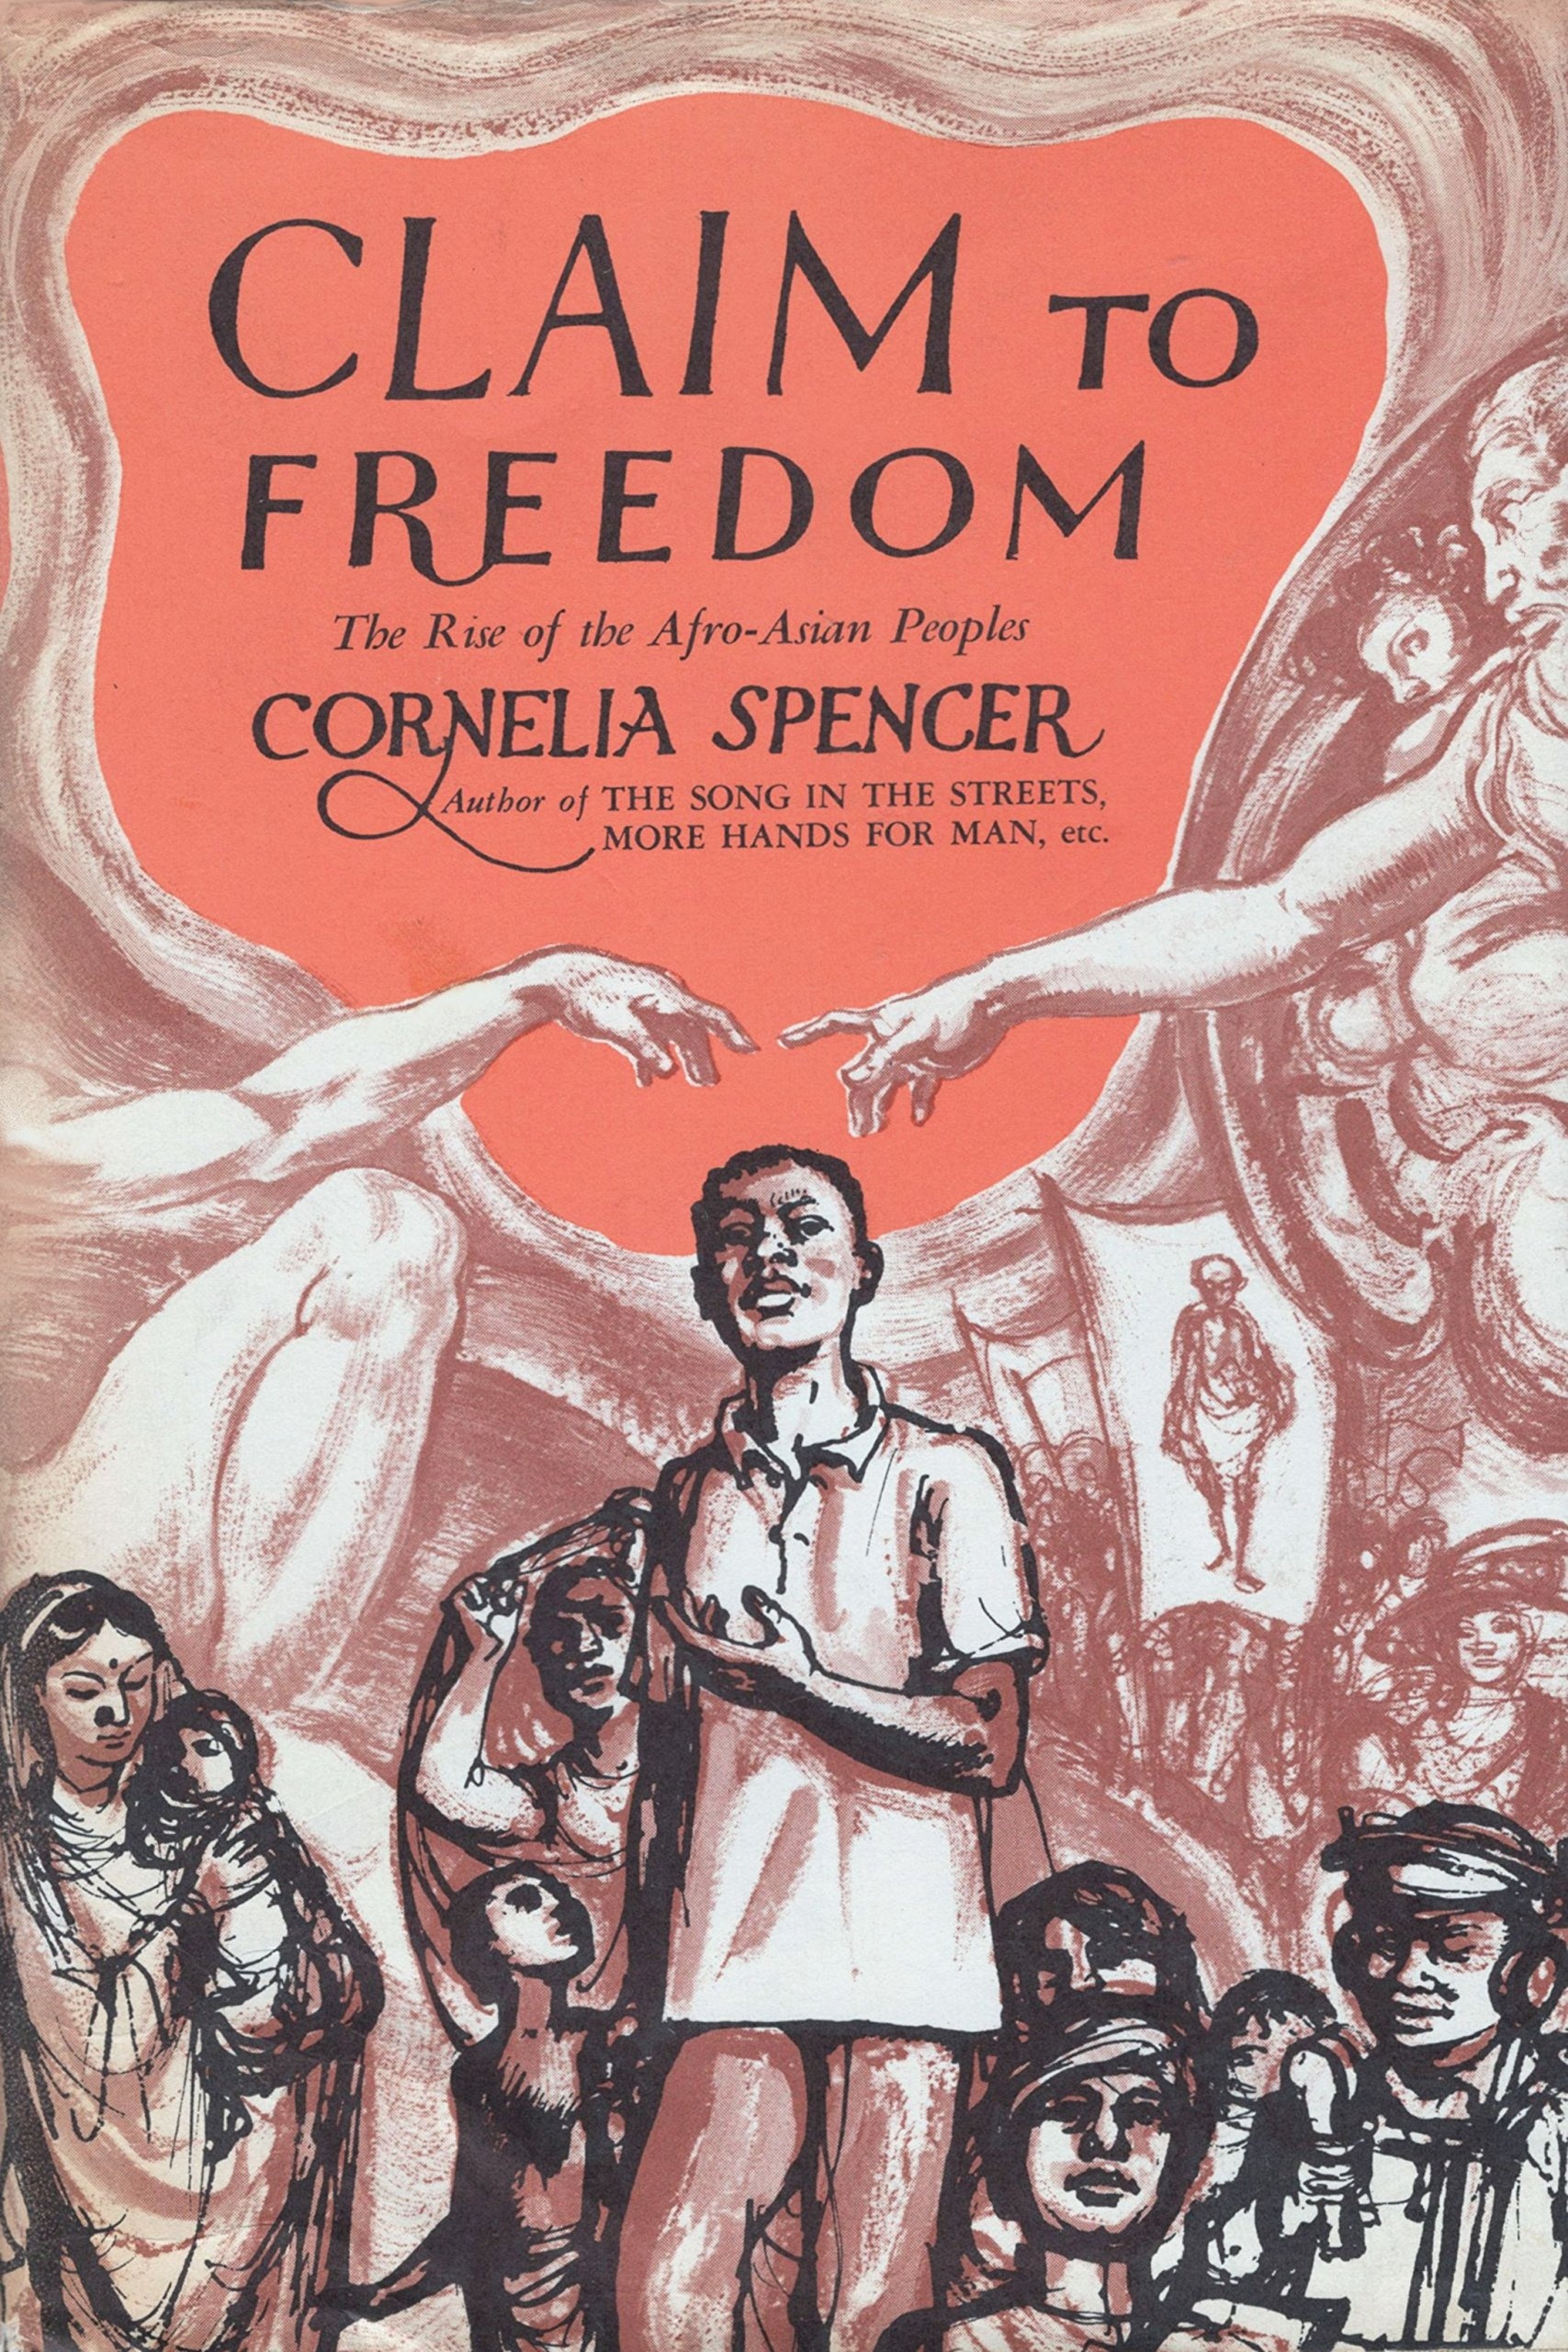 CLAIM TO
FREEDOM
The Rise of the Afro-Asian Peoples
CORNELIA SPENCER
Author of THE SONG IN THE STREETS,
MORE HANDS FOR MAN, etc.